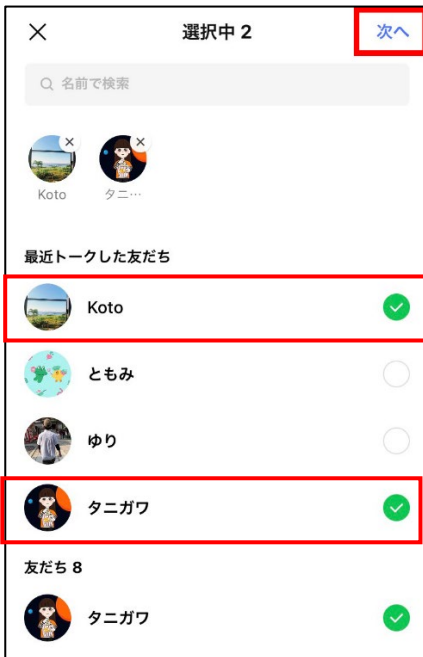 選択中 2
次へ
名前で検索
Koto
タニ…
最近トークした友だち
Koto
ともみ
ゆり
タニガワ
友だち 8
タニガワ